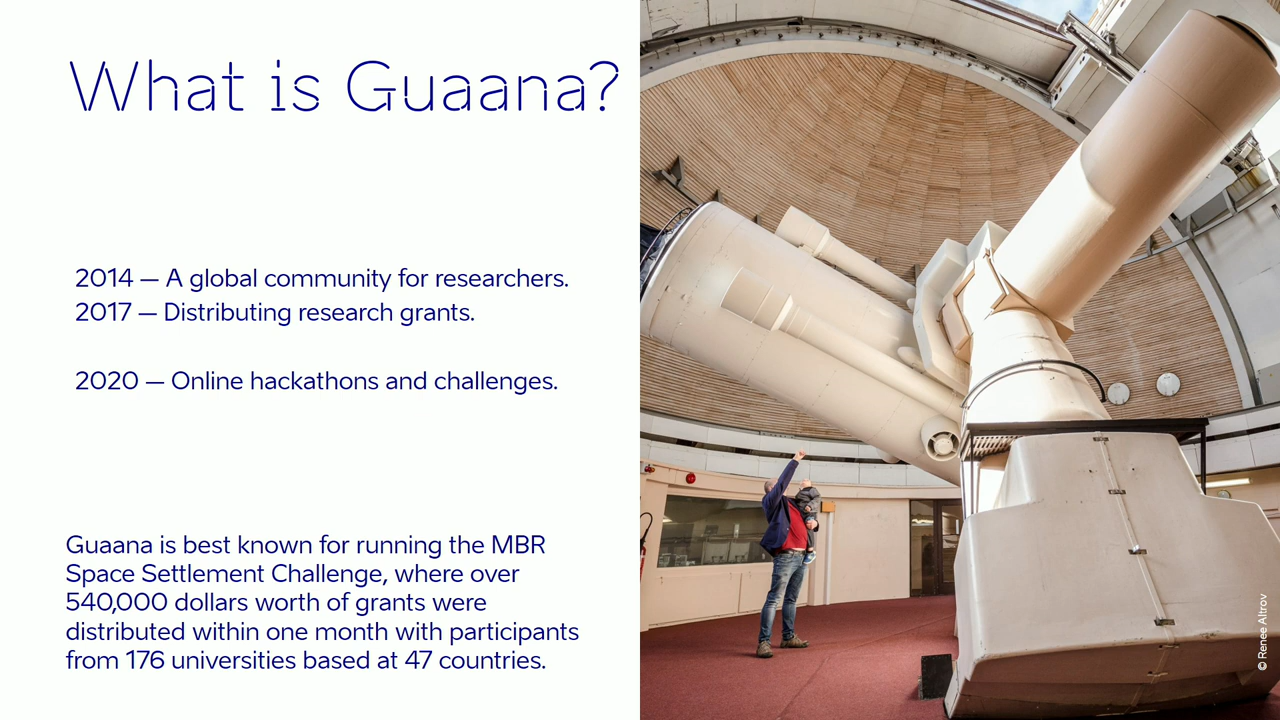 What is Guaana?
2014 — A global community for researchers.
2017 — Distributing research grants.
2020 — Online hackathons and challenges.
Guaana is best known for running the MBR
Space Settlement Challenge, where over
540,000 dollars worth of grants were
distributed within one month with participants
from 176 universities based at 47 countries.
© Renee Altrov